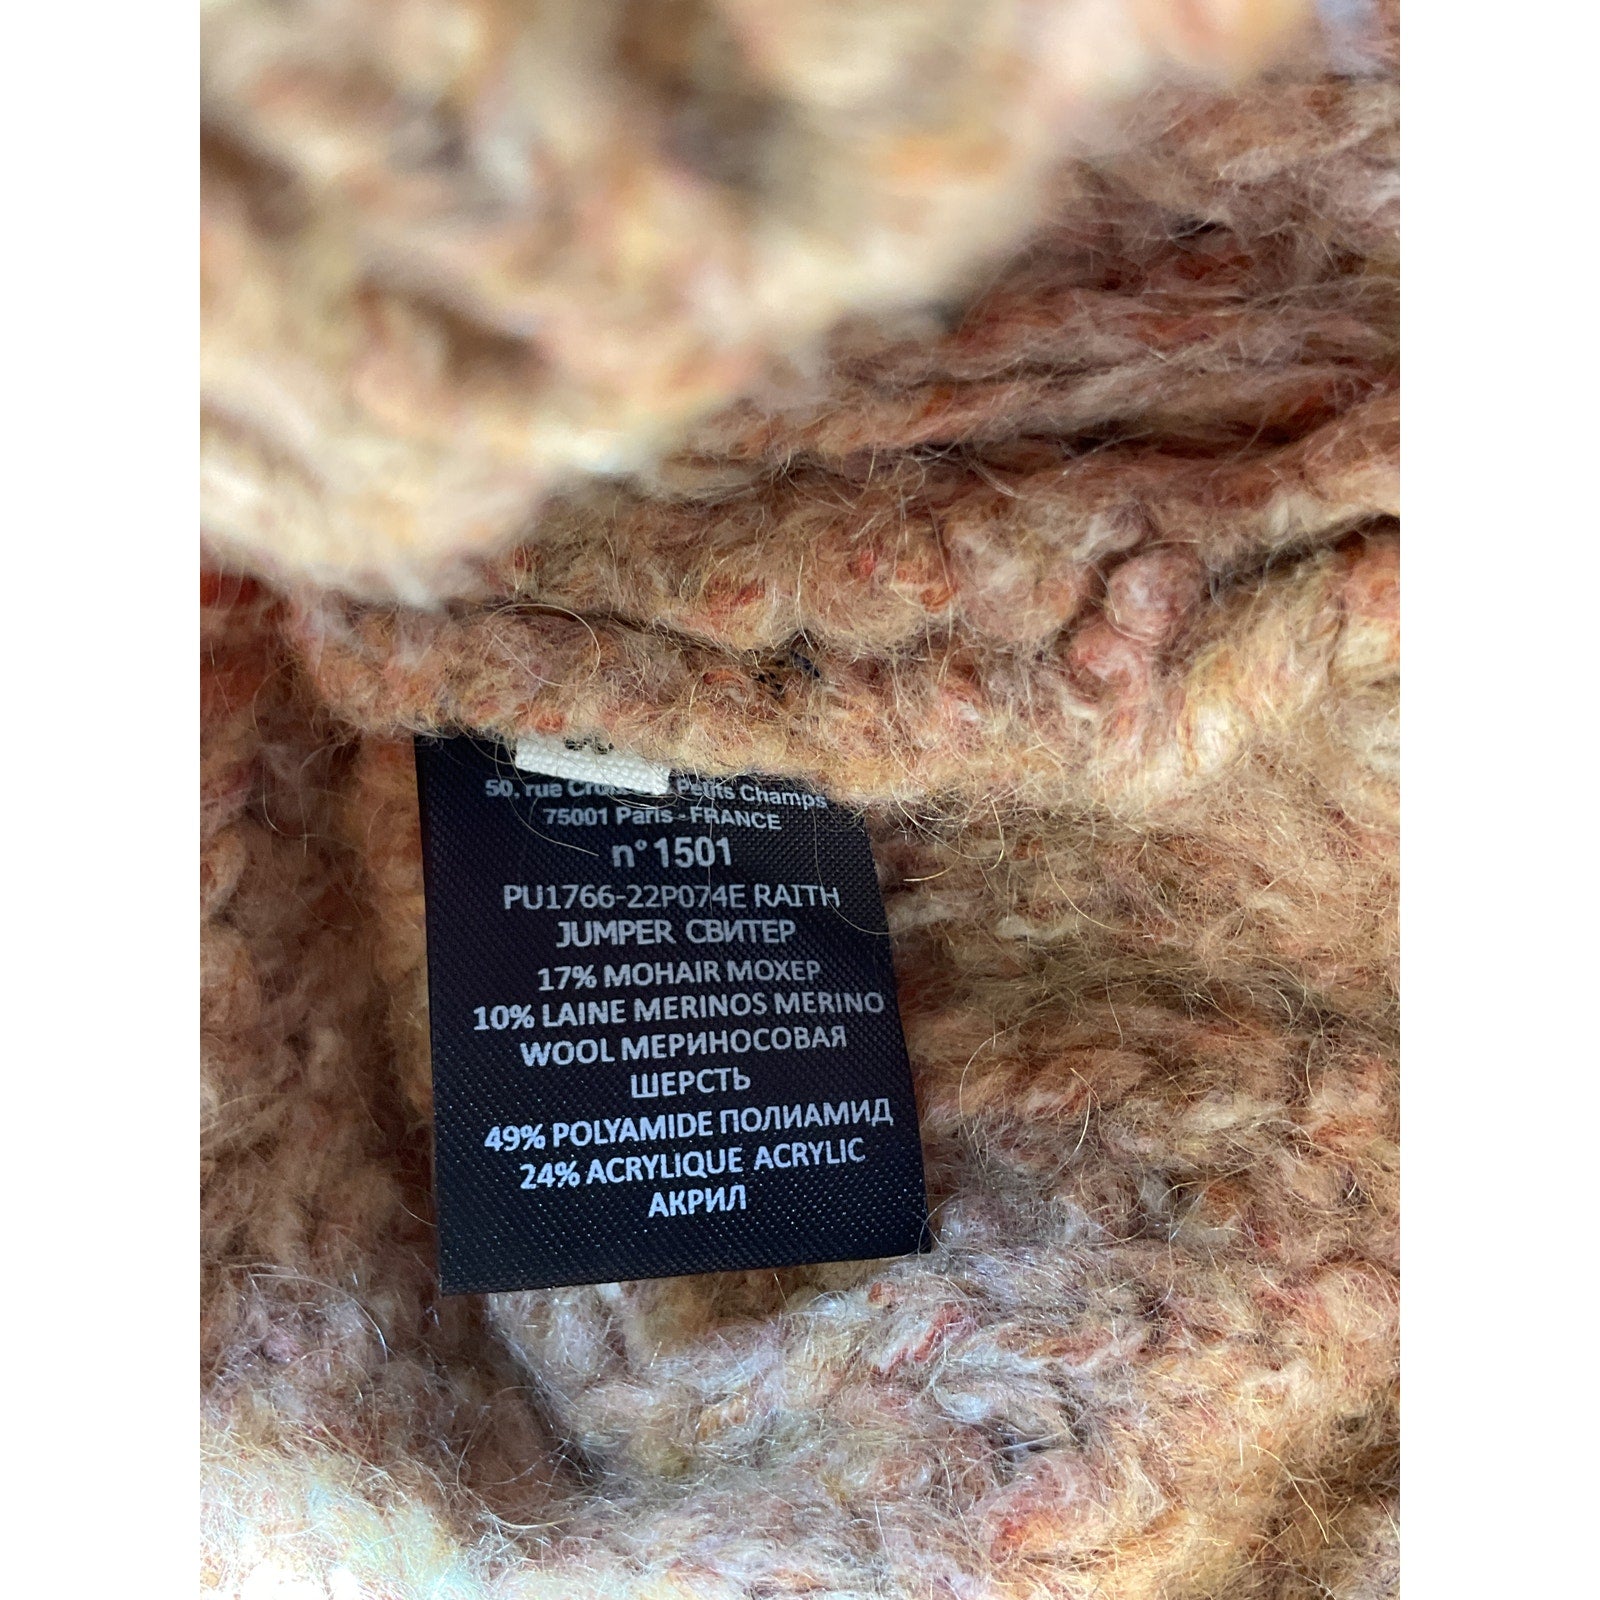 50, rue Petits Champs
75001 Paris - FRANCE
n°1501
PU1766-22P074E RAITH
JUMPER СВИТЕР
17% MOHAIR МОХЕР
10% LAINE MERINOS MERINO
WOOL МЕРИНОСОВАЯ
ШЕРСТЬ
49% POLYAMIDE ПОЛИАМИД
24% ACRYLIQUE ACRYLIC
АКРИЛ